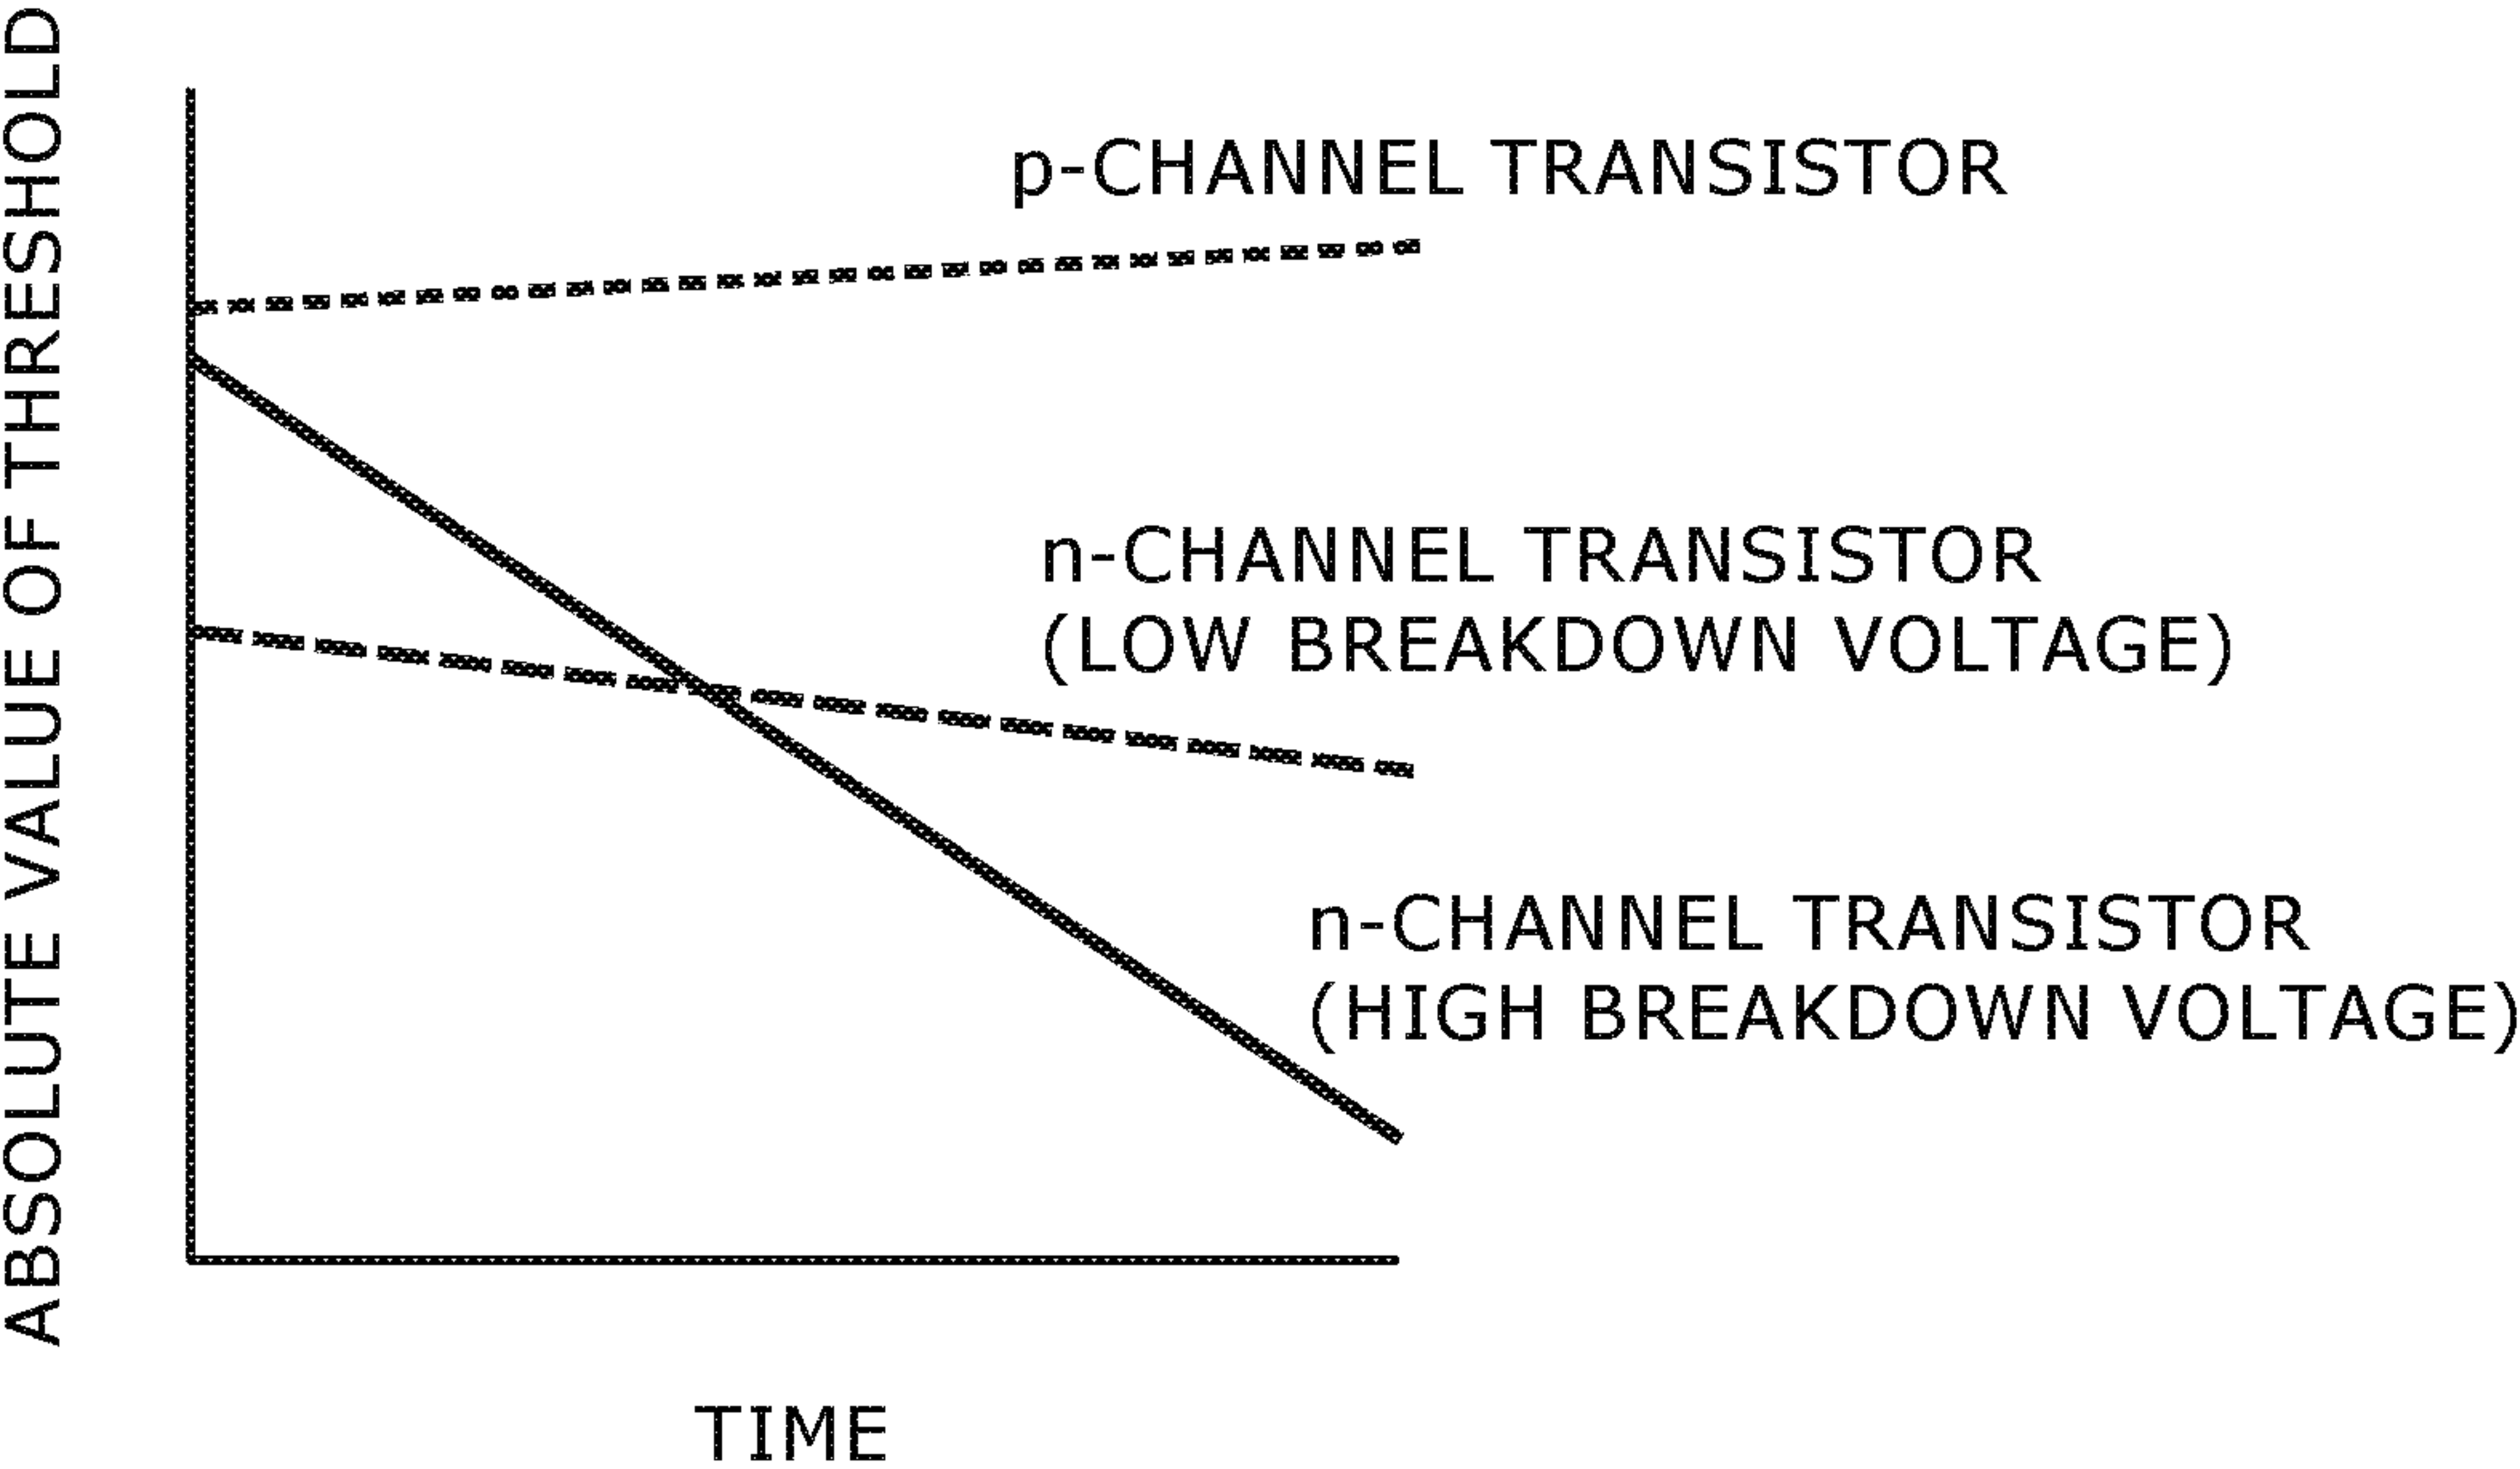 ABSOLUTE VALUE OF THRESHOLD
p-CHANNEL TRANSISTOR
n-CHANNEL TRANSISTOR
(LOW BREAKDOWN VOLTAGE)
n-CHANNEL TRANSISTOR
(HIGH BREAKDOWN VOLTAGE)
TIME